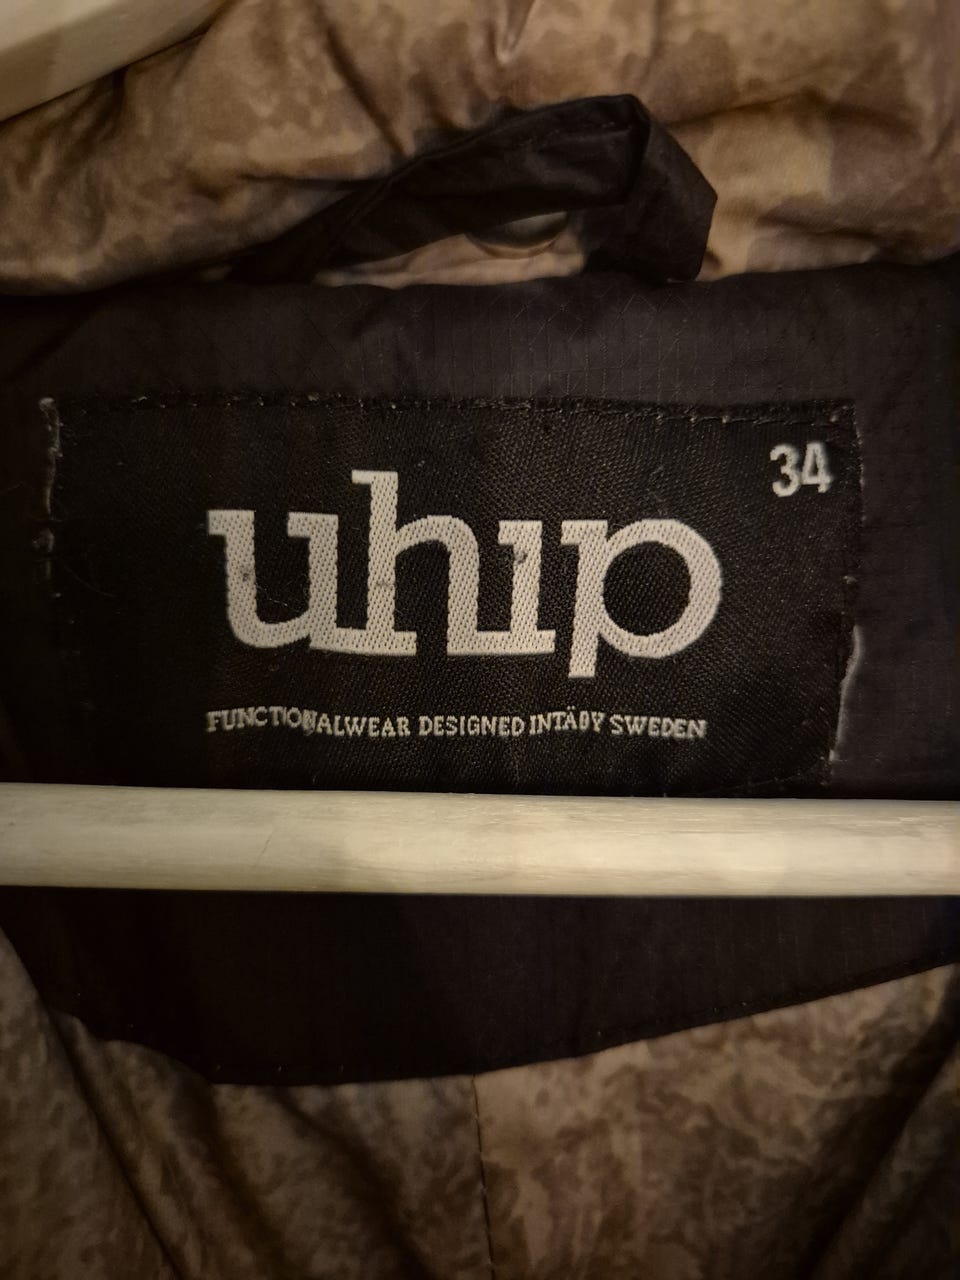 34
uhip
FUNCTIONALWEAR DESIGNED INTÄBY SWEDEN